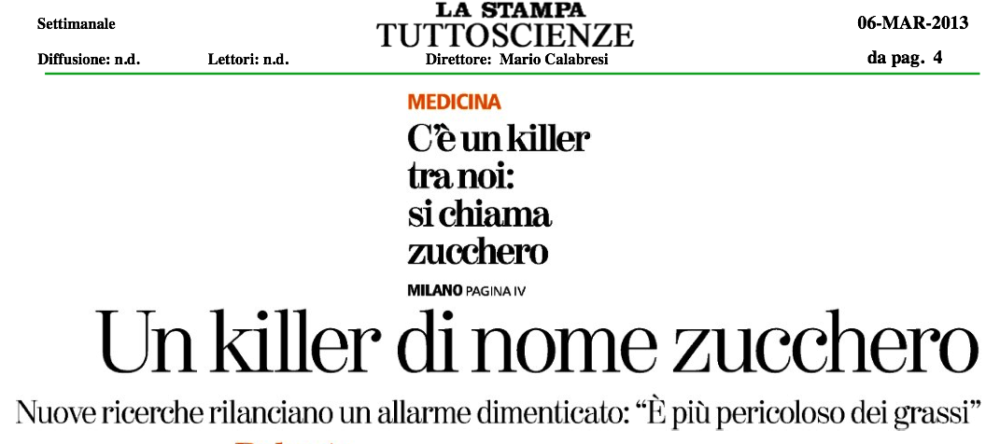 Settimanale
LA STAMPA
TUTTOSCIENZE
06-MAR-2013
Diffusione: n.d.
Lettori: n.d.
Direttore: Mario Calabresi
da pag. 4
MEDICINA
C'è un killer
tra noi:
si chiama
zucchero
MILANO PAGINA IV
Un killer di nome zucchero
Nuove ricerche rilanciano un allarme dimenticato: “È più pericoloso dei grassi”